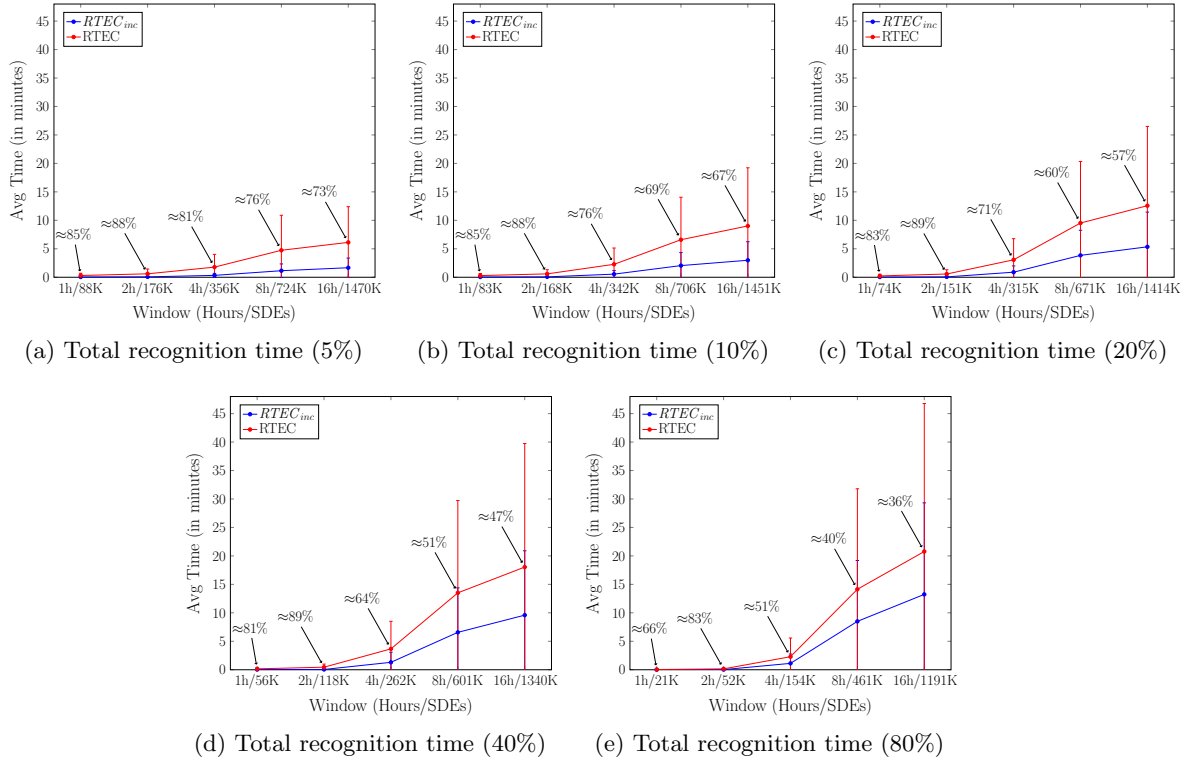 RTEC_inc
RTEC
Avg Time (in minutes)
45
40
35
30
25
20
15
10
5
0
≈85%
≈88%
≈81%
≈76%
≈73%
1h/88K 2h/176K 4h/356K 8h/724K 16h/1470K
Window (Hours/SDEs)
(a) Total recognition time (5%)
RTEC_inc
RTEC
Avg Time (in minutes)
45
40
35
30
25
20
15
10
5
0
≈85%
≈88%
≈76%
≈69%
≈67%
1h/83K 2h/168K 4h/342K 8h/706K 16h/1451K
Window (Hours/SDEs)
(b) Total recognition time (10%)
RTEC_inc
RTEC
Avg Time (in minutes)
45
40
35
30
25
20
15
10
5
0
≈83%
≈89%
≈71%
≈60%
≈57%
1h/74K 2h/151K 4h/315K 8h/671K 16h/1414K
Window (Hours/SDEs)
(c) Total recognition time (20%)
RTEC_inc
RTEC
Avg Time (in minutes)
45
40
35
30
25
20
15
10
5
0
≈81%
≈89%
≈64%
≈51%
≈47%
1h/56K 2h/118K 4h/262K 8h/601K 16h/1340K
Window (Hours/SDEs)
(d) Total recognition time (40%)
RTEC_inc
RTEC
Avg Time (in minutes)
45
40
35
30
25
20
15
10
5
0
≈66%
≈83%
≈51%
≈40%
≈36%
1h/21K 2h/52K 4h/154K 8h/461K 16h/1191K
Window (Hours/SDEs)
(e) Total recognition time (80%)